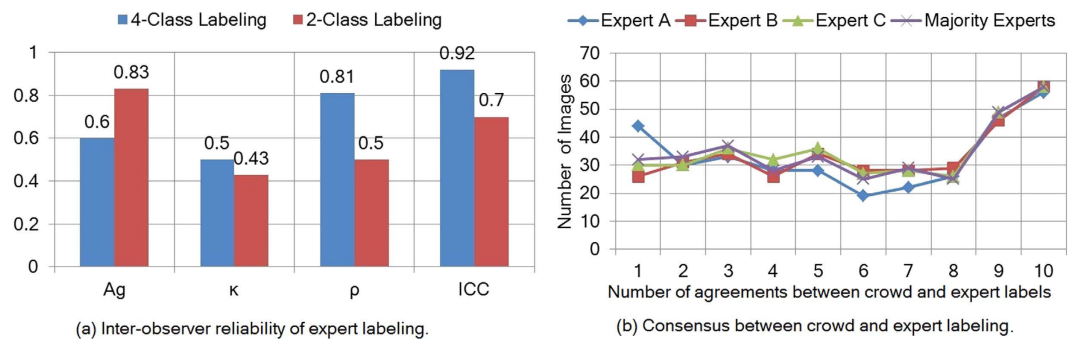 4-Class Labeling 2-Class Labeling
1
0.8
0.6
0.4
0.2
0
0.6
0.83
0.5
0.43
0.81
0.5
0.92
0.7
Ag κ ρ ICC
(a) Inter-observer reliability of expert labeling.
Expert A Expert B Expert C Majority Experts
Number of Images
70
60
50
40
30
20
10
0
1 2 3 4 5 6 7 8 9 10
Number of agreements between crowd and expert labels
(b) Consensus between crowd and expert labeling.